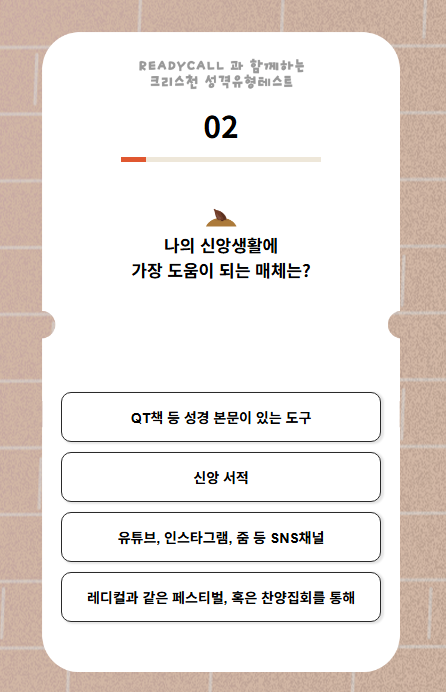 READYCALL 과 함께하는
크리스천 성격유형테스트
02
나의 신앙생활에
가장 도움이 되는 매체는?
QT책 등 성경 본문이 있는 도구
신앙 서적
유튜브, 인스타그램, 줌 등 SNS채널
레디컬과 같은 페스티벌, 혹은 찬양집회를 통해